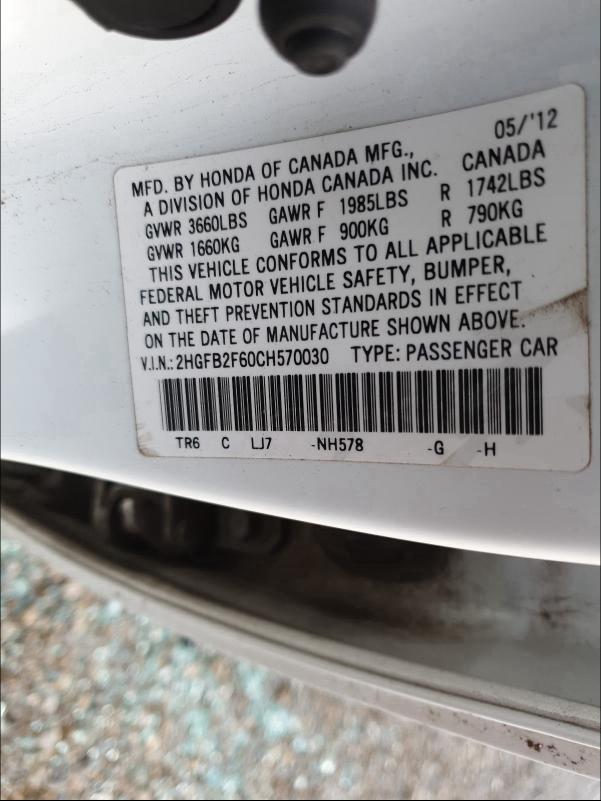 05/'12
MFD. BY HONDA OF CANADA MFG.,
A DIVISION OF HONDA CANADA INC. CANADA
GVWR 3660LBS GAWR F 1985LBS R 1742LBS
GVWR 1660KG GAWR F 900KG R 790KG
THIS VEHICLE CONFORMS TO ALL APPLICABLE
FEDERAL MOTOR VEHICLE SAFETY, BUMPER,
AND THEFT PREVENTION STANDARDS IN EFFECT
ON THE DATE OF MANUFACTURE SHOWN ABOVE.
V.I.N.: 2HGFB2F60CH570030 TYPE: PASSENGER CAR
TR6 C LJ7 -NH578 -G -H